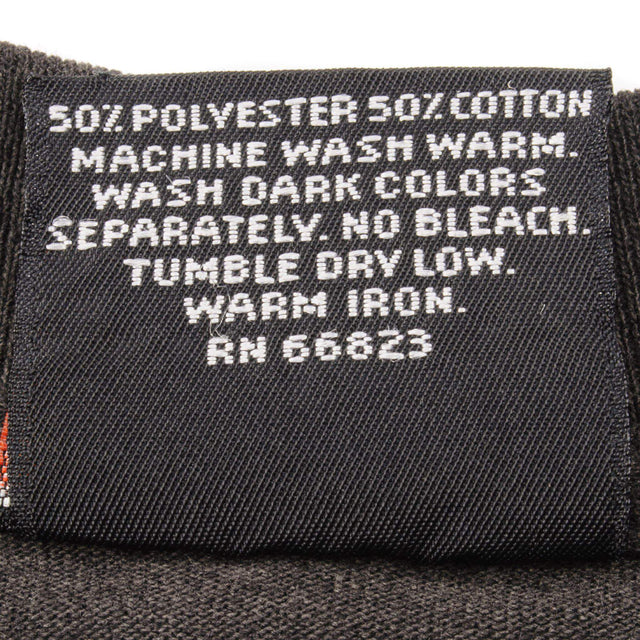 50% POLYESTER 50% COTTON
MACHINE WASH WARM.
WASH DARK COLORS
SEPARATELY. NO BLEACH.
TUMBLE DRY LOW.
WARM IRON.
RN 66823